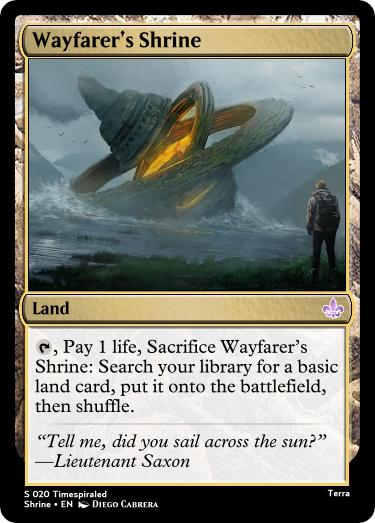 Wayfarer's Shrine
Land
, Pay 1 life, Sacrifice Wayfarer's
Shrine: Search your library for a basic
land card, put it onto the battlefield,
then shuffle.
“Tell me, did you sail across the sun?”
—Lieutenant Saxon
S 020 Timespiraled
Terra
Shrine • EN Diego Cabrera